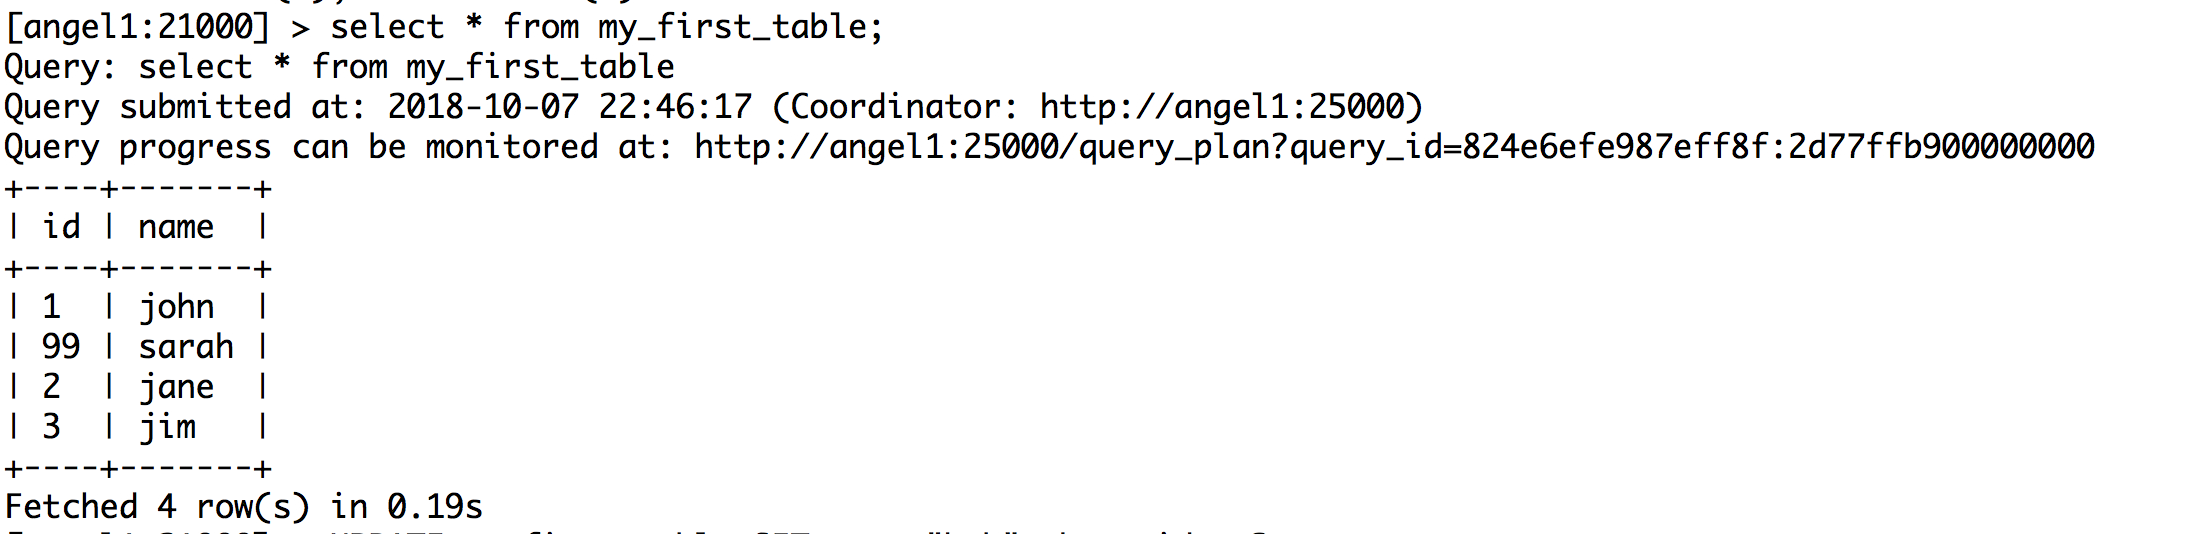 [angel1:21000] > select * from my_first_table;
Query: select * from my_first_table
Query submitted at: 2018-10-07 22:46:17 (Coordinator: http://angel1:25000)
Query progress can be monitored at: http://angel1:25000/query_plan?query_id=824e6efe987eff8f:2d77ffb900000000
+----+-------+
| id | name  |
+----+-------+
| 1  | john  |
| 99 | sarah |
| 2  | jane  |
| 3  | jim   |
+----+-------+
Fetched 4 row(s) in 0.19s